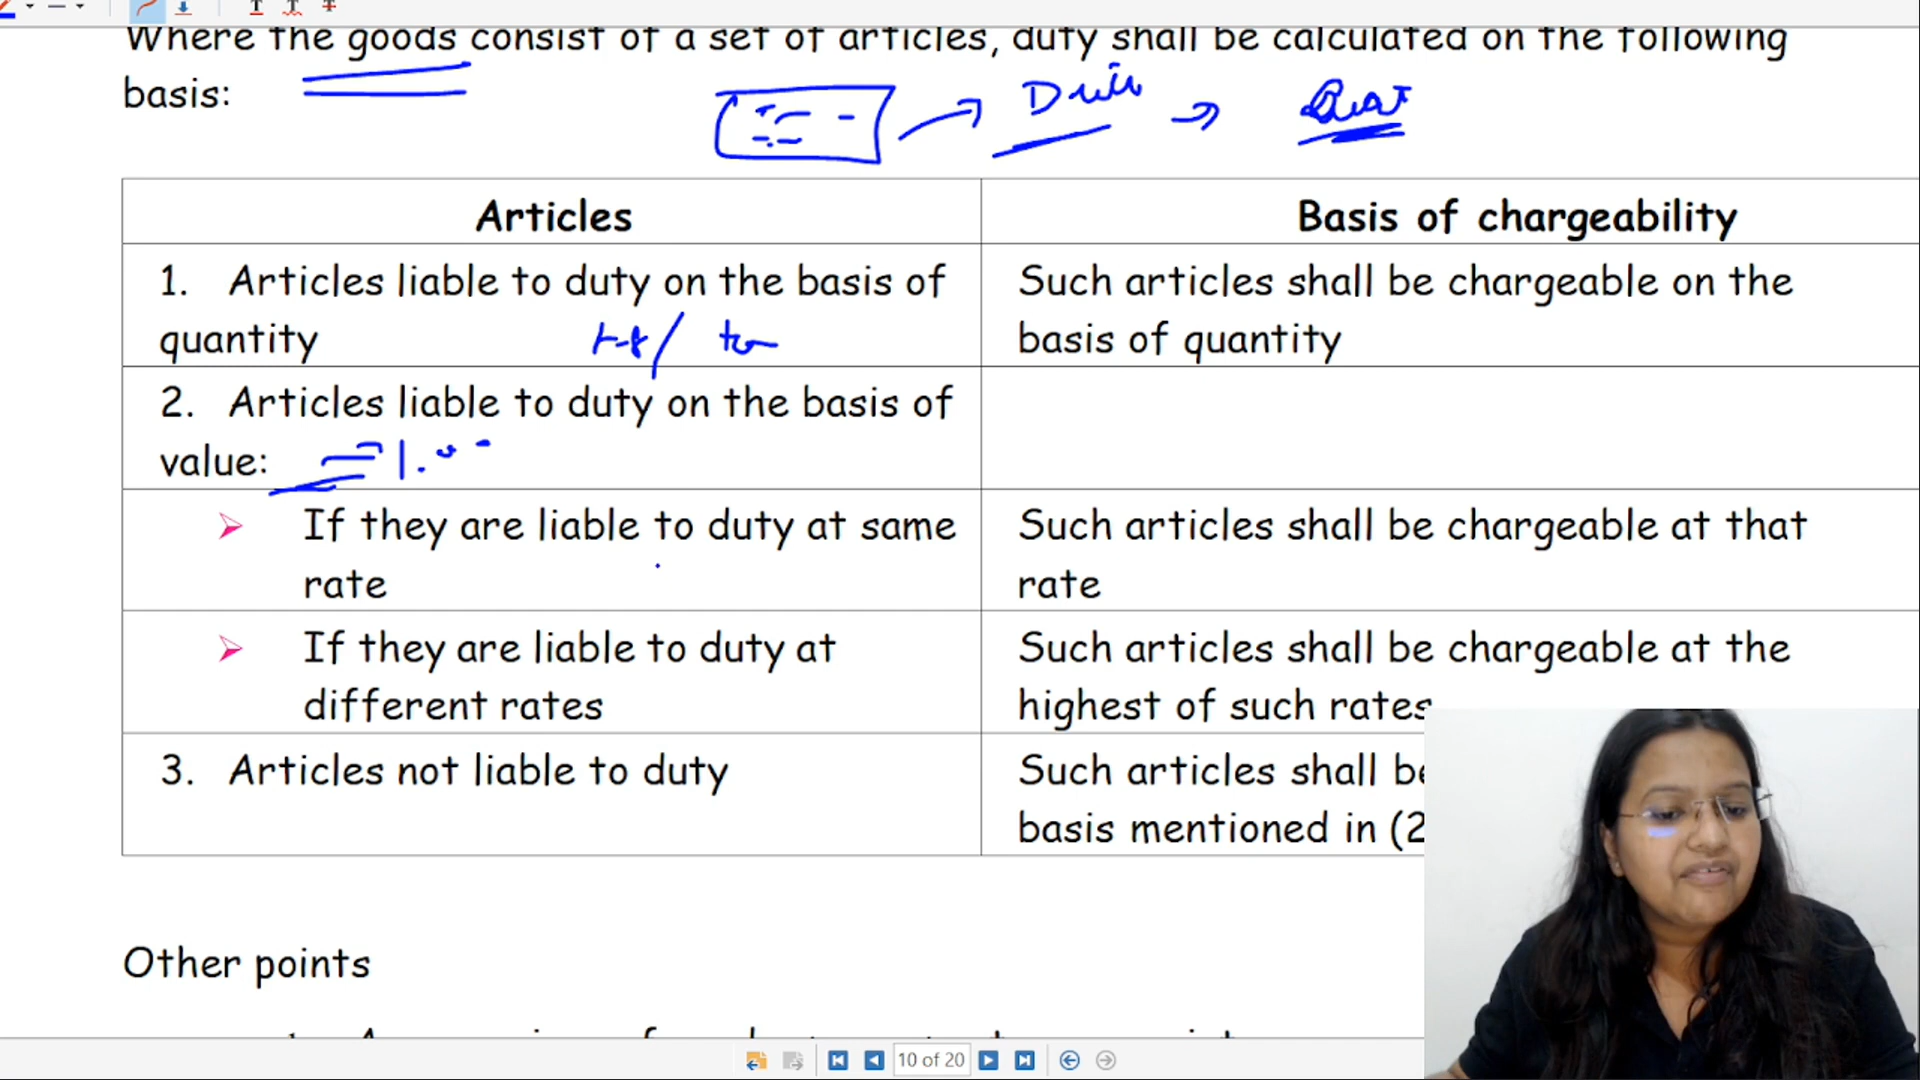 Where the goods consist of a set of articles, duty shall be calculated on the following
basis:
Articles
Basis of chargeability
1. Articles liable to duty on the basis of
quantity
Such articles shall be chargeable on the
basis of quantity
2. Articles liable to duty on the basis of
value:
If they are liable to duty at same
rate
Such articles shall be chargeable at that
rate
If they are liable to duty at
different rates
Such articles shall be chargeable at the
highest of such rates
3. Articles not liable to duty
Such articles shall be
basis mentioned in (2
Other points
10 of 20